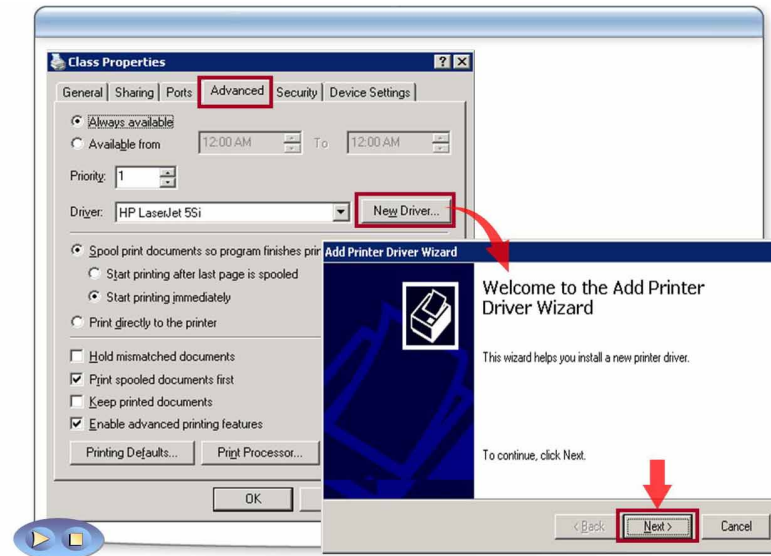 Class Properties
General Sharing Ports Advanced Security Device Settings
Always available
Available from 12:00 AM To 12:00 AM
Priority: 1
Driver: HP LaserJet 5Si New Driver...
Spool print documents so program finishes
Start printing after last page is spooled
Start printing immediately
Print directly to the printer
Hold mismatched documents
Print spooled documents first
Keep printed documents
Enable advanced printing features
Printing Defaults... Print Processor...
OK
Add Printer Driver Wizard
Welcome to the Add Printer
Driver Wizard
This wizard helps you install a new printer driver.
To continue, click Next.
< Back Next > Cancel